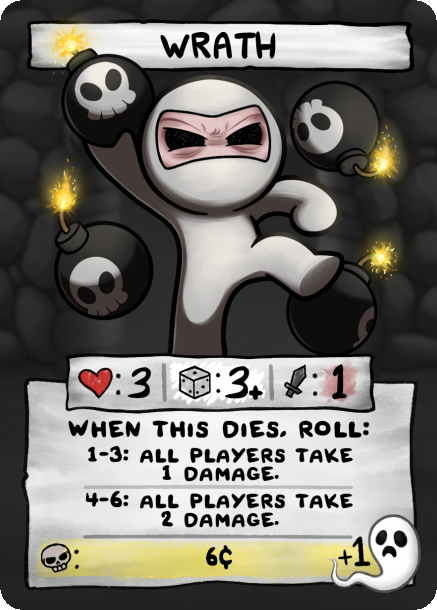 WRATH
:3 :3+ :1
WHEN THIS DIES, ROLL:
1-3: ALL PLAYERS TAKE
1 DAMAGE.
4-6: ALL PLAYERS TAKE
2 DAMAGE.
: 6¢ +1